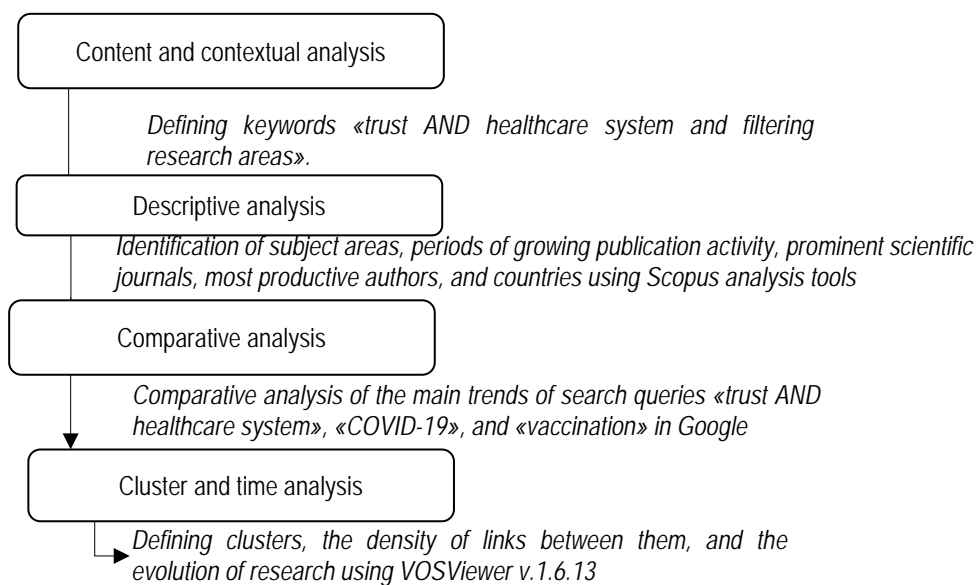 Content and contextual analysis
Defining keywords «trust AND healthcare system and filtering
research areas».
Descriptive analysis
Identification of subject areas, periods of growing publication activity, prominent scientific
journals, most productive authors, and countries using Scopus analysis tools
Comparative analysis
Comparative analysis of the main trends of search queries «trust AND
healthcare system», «COVID-19», and «vaccination» in Google
Cluster and time analysis
Defining clusters, the density of links between them, and the
evolution of research using VOSViewer v.1.6.13